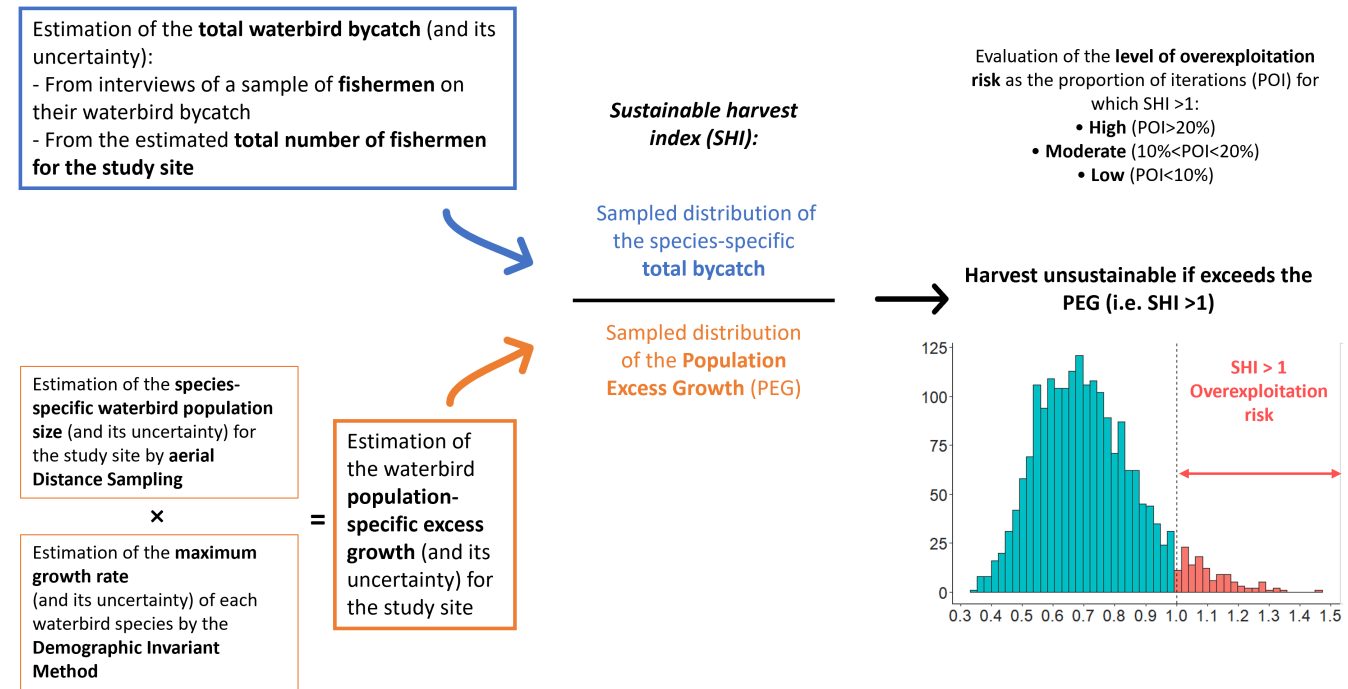 Estimation of the total waterbird bycatch (and its
uncertainty):
- From interviews of a sample of fishermen on
their waterbird bycatch
- From the estimated total number of fishermen
for the study site
Estimation of the species-
specific waterbird population
size (and its uncertainty) for
the study site by aerial
Distance Sampling
×
Estimation of the maximum
growth rate
(and its uncertainty) of each
waterbird species by the
Demographic Invariant
Method
=
Estimation of
the waterbird
population-
specific excess
growth (and its
uncertainty) for
the study site
Sustainable harvest
index (SHI):
Sampled distribution of
the species-specific
total bycatch
Sampled distribution
of the Population
Excess Growth (PEG)
Evaluation of the level of overexploitation
risk as the proportion of iterations (POI) for
which SHI >1:
• High (POI>20%)
• Moderate (10%<POI<20%)
• Low (POI<10%)
Harvest unsustainable if exceeds the
PEG (i.e. SHI >1)
SHI > 1
Overexploitation
risk
125
100
75
50
25
0
0.3 0.4 0.5 0.6 0.7 0.8 0.9 1.0 1.1 1.2 1.3 1.4 1.5